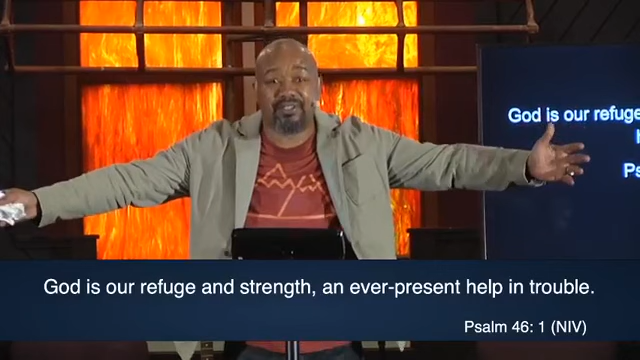 God is our refuge
Ps
God is our refuge and strength, an ever-present help in trouble.
Psalm 46: 1 (NIV)